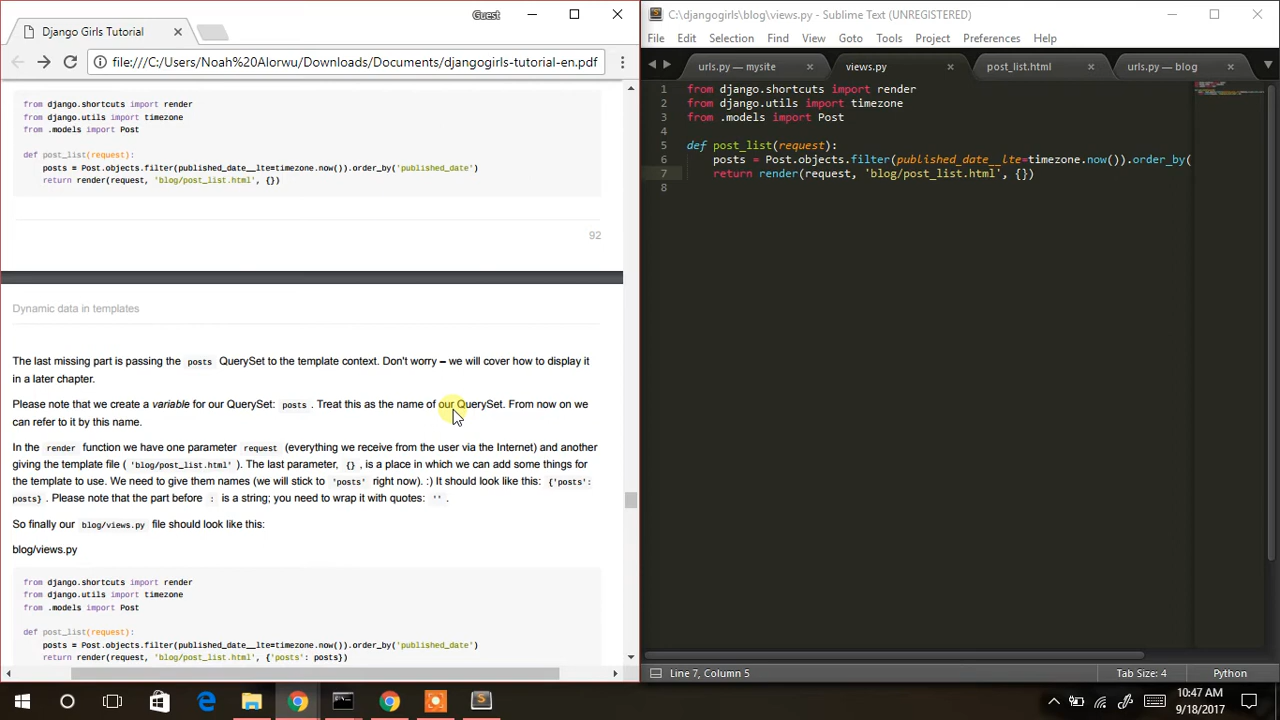 Guest
Django Girls Tutorial
file:///C:/Users/Noah%20Alorwu/Downloads/Documents/djangogirls-tutorial-en.pdf
from django.shortcuts import render
from django.utils import timezone
from .models import Post
def post_list(request):
posts = Post.objects.filter(published_date__lte=timezone.now()).order_by('published_date')
return render(request, 'blog/post_list.html', {})
92
Dynamic data in templates
The last missing part is passing the posts QuerySet to the template context. Don't worry – we will cover how to display it
in a later chapter.
Please note that we create a variable for our QuerySet: posts . Treat this as the name of our QuerySet. From now on we
can refer to it by this name.
In the render function we have one parameter request (everything we receive from the user via the Internet) and another
giving the template file ( 'blog/post_list.html' ). The last parameter, {} , is a place in which we can add some things for
the template to use. We need to give them names (we will stick to 'posts' right now). :) It should look like this: {'posts':
posts} . Please note that the part before : is a string; you need to wrap it with quotes: '' .
So finally our blog/views.py file should look like this:
blog/views.py
from django.shortcuts import render
from django.utils import timezone
from .models import Post
def post_list(request):
posts = Post.objects.filter(published_date__lte=timezone.now()).order_by('published_date')
return render(request, 'blog/post_list.html', {'posts': posts})
C:\djangogirls\blog\views.py - Sublime Text (UNREGISTERED)
File Edit Selection Find View Goto Tools Project Preferences Help
urls.py — mysite views.py post_list.html urls.py — blog
1 from django.shortcuts import render
2 from django.utils import timezone
3 from .models import Post
4
5 def post_list(request):
6 posts = Post.objects.filter(published_date__lte=timezone.now()).order_by(
7 return render(request, 'blog/post_list.html', {})
8
Line 7, Column 5 Tab Size: 4 Python
10:47 AM
9/18/2017